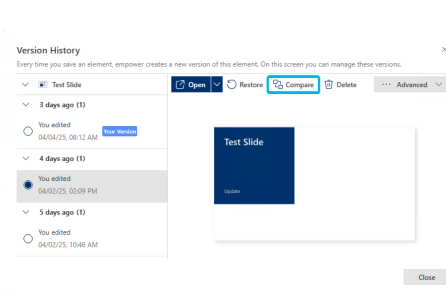 Version History
Every time you save an element, empower creates a new version of this element. On this screen you can manage these versions.
Test Slide
Open Restore Compare Delete ··· Advanced
3 days ago (1)
You edited
04/04/25, 08:12 AM Your Version
4 days ago (1)
You edited
04/02/25, 02:09 PM
5 days ago (1)
You edited
04/02/25, 10:46 AM
Test Slide
Update
Close